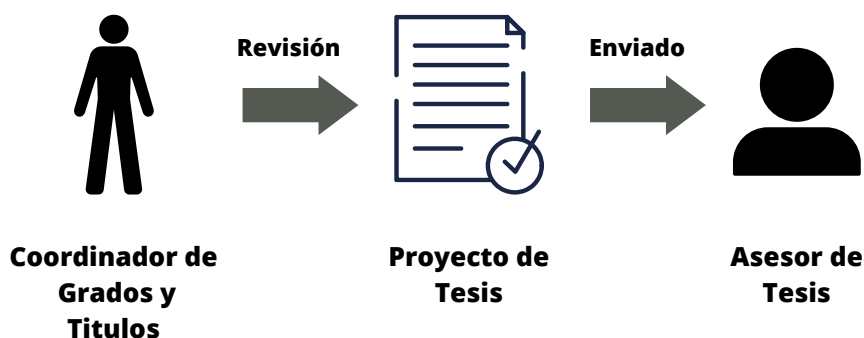 Revisión
Enviado
Coordinador de
Grados y
Titulos
Proyecto de
Tesis
Asesor de
Tesis